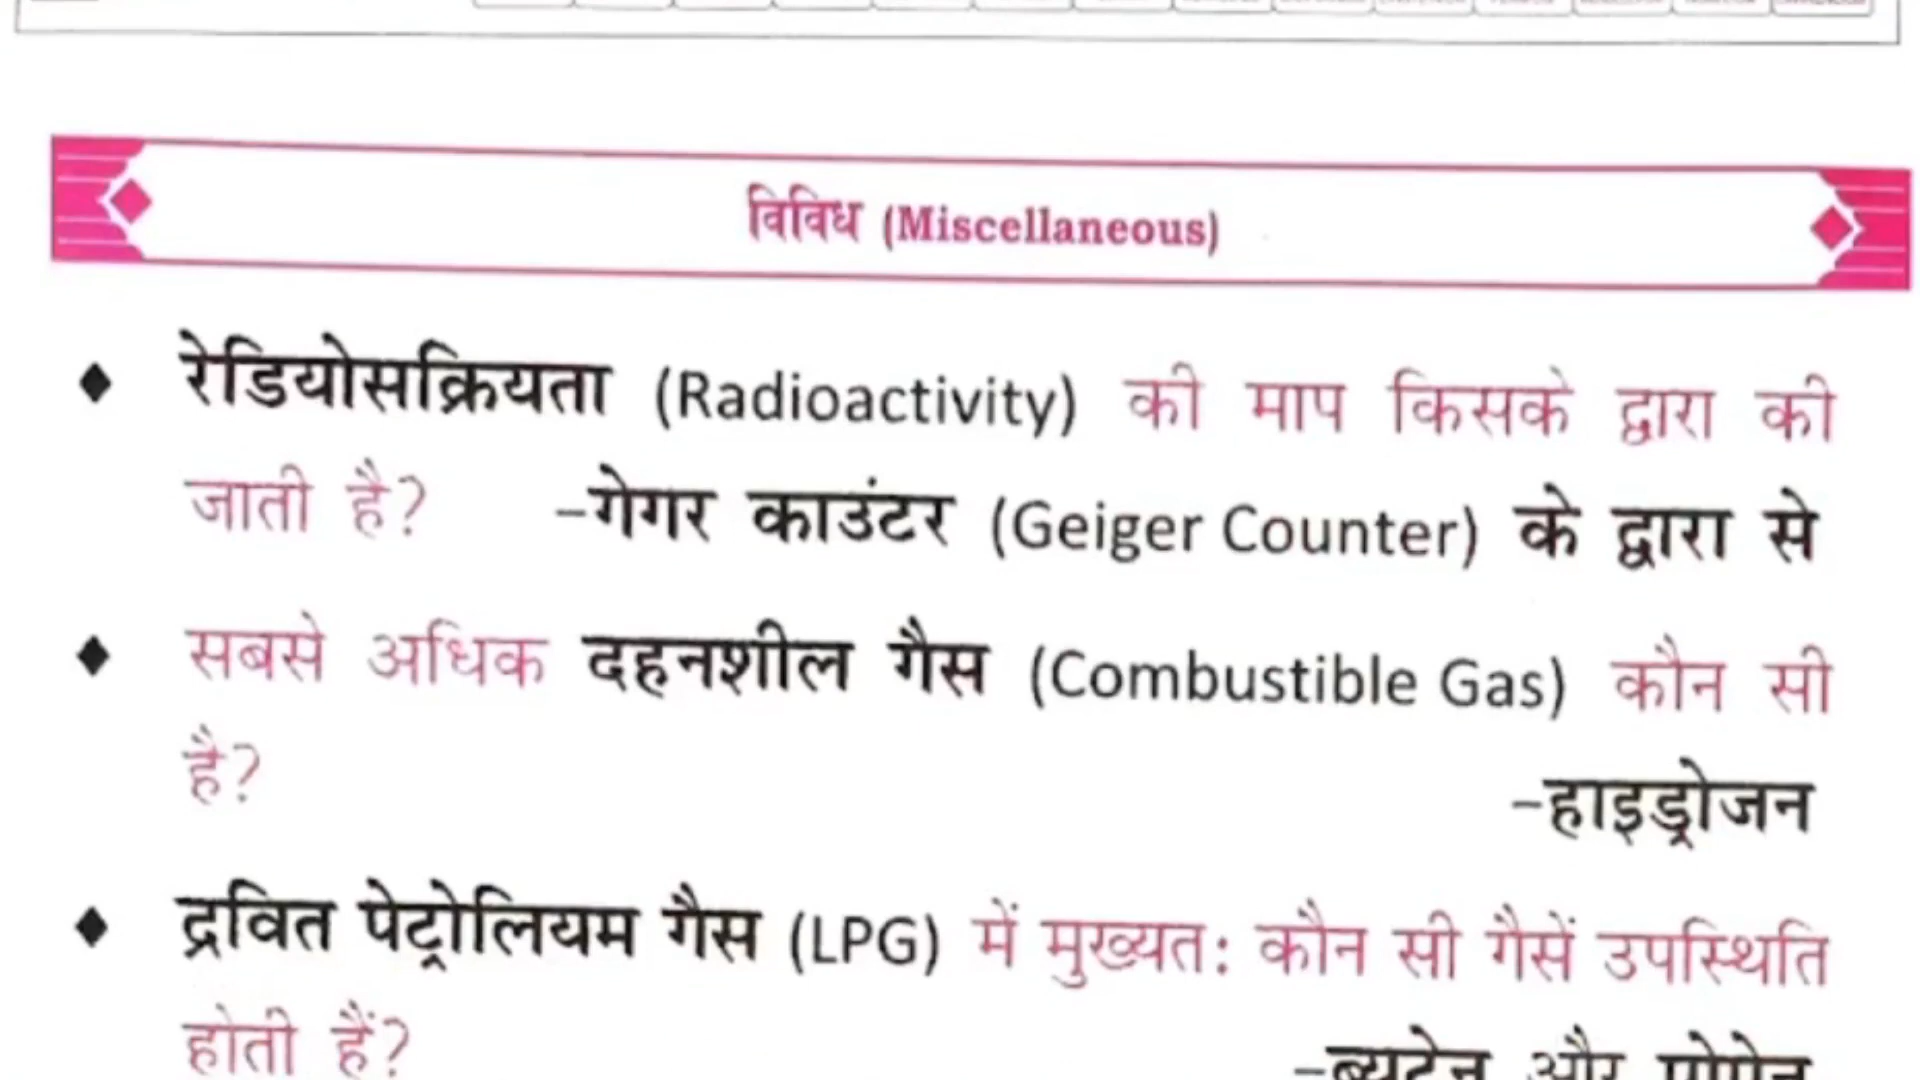 विविध (Miscellaneous)
♦ रेडियोसक्रियता (Radioactivity) की माप किसके द्वारा की
जाती है? -गेगर काउंटर (Geiger Counter) के द्वारा से
♦ सबसे अधिक दहनशील गैस (Combustible Gas) कौन सी
है? -हाइड्रोजन
♦ द्रवित पेट्रोलियम गैस (LPG) में मुख्यत: कौन सी गैसें उपस्थिति
होती हैं? -ब्यूटेन और प्रोपेन